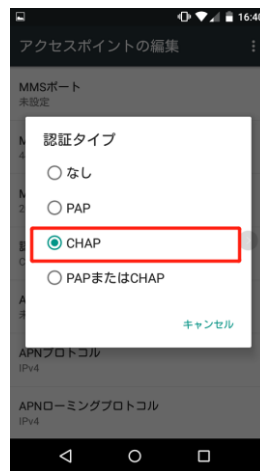 16:40
アクセスポイントの編集
MMSポート
未設定
認証タイプ
なし
PAP
CHAP
PAPまたはCHAP
キャンセル
APNプロトコル
IPv4
APNローミングプロトコル
IPv4